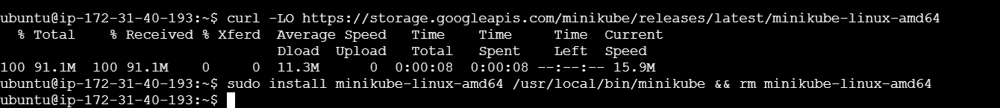 ubuntu@ip-172-31-40-193:~$ curl -LO https://storage.googleapis.com/minikube/releases/latest/minikube-linux-amd64
  % Total    % Received % Xferd  Average Speed   Time    Time     Time  Current
                                 Dload  Upload   Total   Spent    Left  Speed
100 91.1M  100 91.1M    0     0  11.3M      0  0:00:08  0:00:08 --:--:-- 15.9M
ubuntu@ip-172-31-40-193:~$ sudo install minikube-linux-amd64 /usr/local/bin/minikube && rm minikube-linux-amd64
ubuntu@ip-172-31-40-193:~$